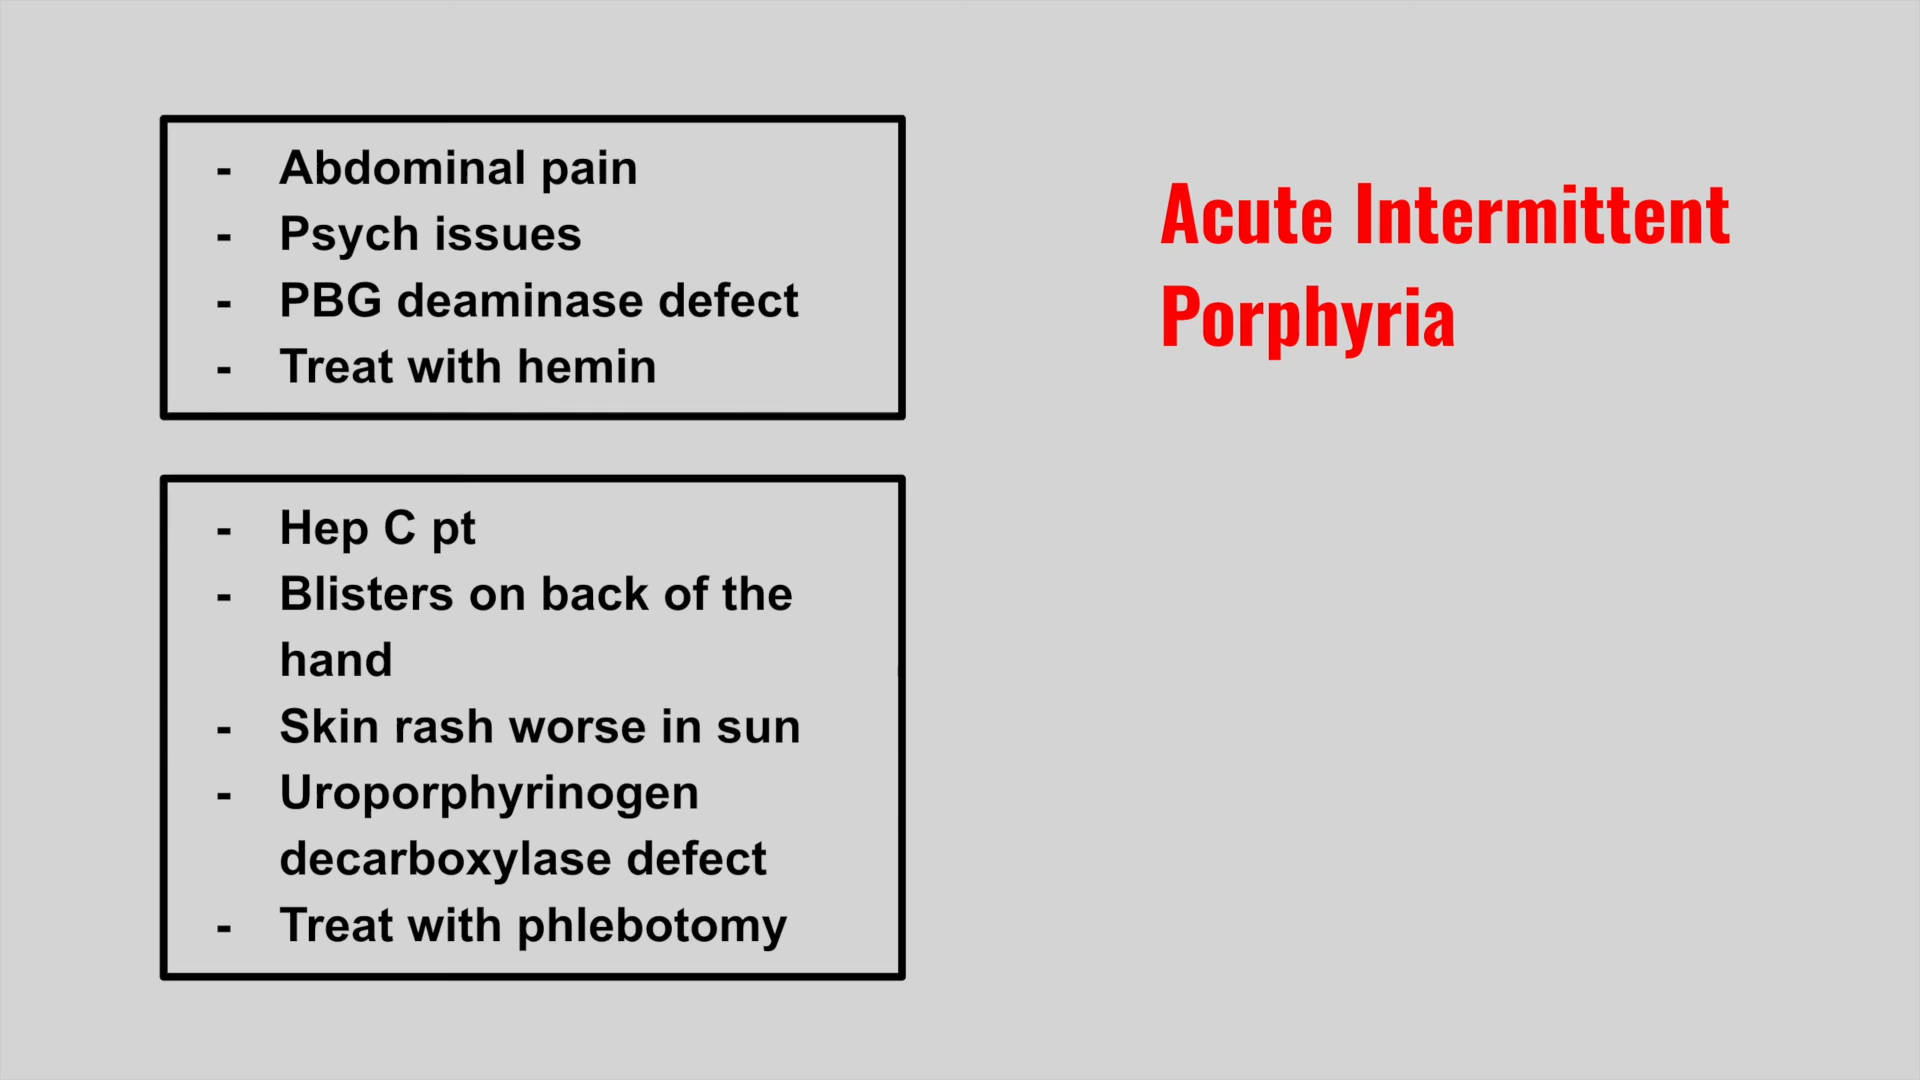 - Abdominal pain
- Psych issues
- PBG deaminase defect
- Treat with hemin
Acute Intermittent
Porphyria
- Hep C pt
- Blisters on back of the
hand
- Skin rash worse in sun
- Uroporphyrinogen
decarboxylase defect
- Treat with phlebotomy